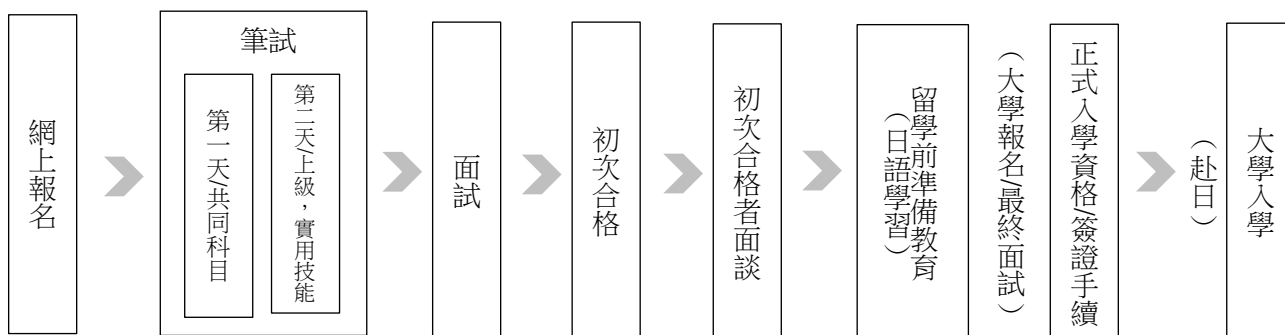 網上報名
筆試
第一天/共同科目
第二天/上級，實用技能
面試
初次合格
初次合格者面談
留學前準備教育
（日語學習）
（大學報名/最終面試）
正式入學資格/簽證手續
大學入學
（赴日）